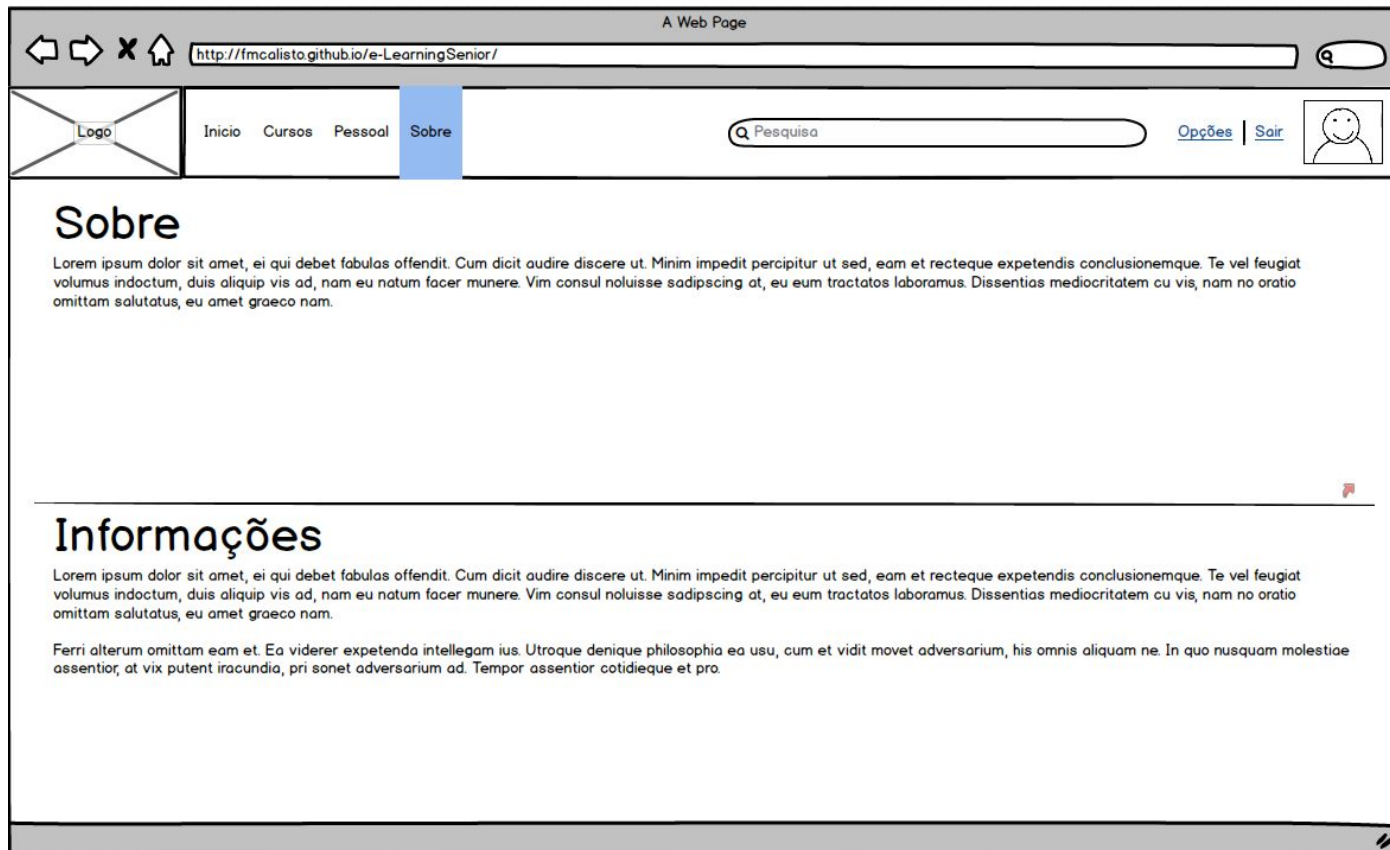 A Web Page
http://fmcalisto.github.io/e-LearningSenior/
Logo
Inicio Cursos Pessoal Sobre
Pesquisa
Opções Sair
Sobre
Lorem ipsum dolor sit amet, ei qui debet fabulas offendit. Cum dicit audire discere ut. Minim impedit percipitur ut sed, eam et recteque expetendis conclusionemque. Te vel feugiat
volumus indoctum, duis aliquip vis ad, nam eu natum facer munere. Vim consul noluisse sadipscing at, eu eum tractatos laboramus. Dissentias mediocritatem cu vis, nam no oratio
omittam salutatus, eu amet graeco nam.
Informações
Lorem ipsum dolor sit amet, ei qui debet fabulas offendit. Cum dicit audire discere ut. Minim impedit percipitur ut sed, eam et recteque expetendis conclusionemque. Te vel feugiat
volumus indoctum, duis aliquip vis ad, nam eu natum facer munere. Vim consul noluisse sadipscing at, eu eum tractatos laboramus. Dissentias mediocritatem cu vis, nam no oratio
omittam salutatus, eu amet graeco nam.
Ferri alterum omittam eam et. Ea viderer expetenda intellegam ius. Utroque denique philosophia ea usu, cum et vidit movet adversarium, his omnis aliquam ne. In quo nusquam molestiae
assentior, at vix putent iracundia, pri sonet adversarium ad. Tempor assentior cotidieque et pro.